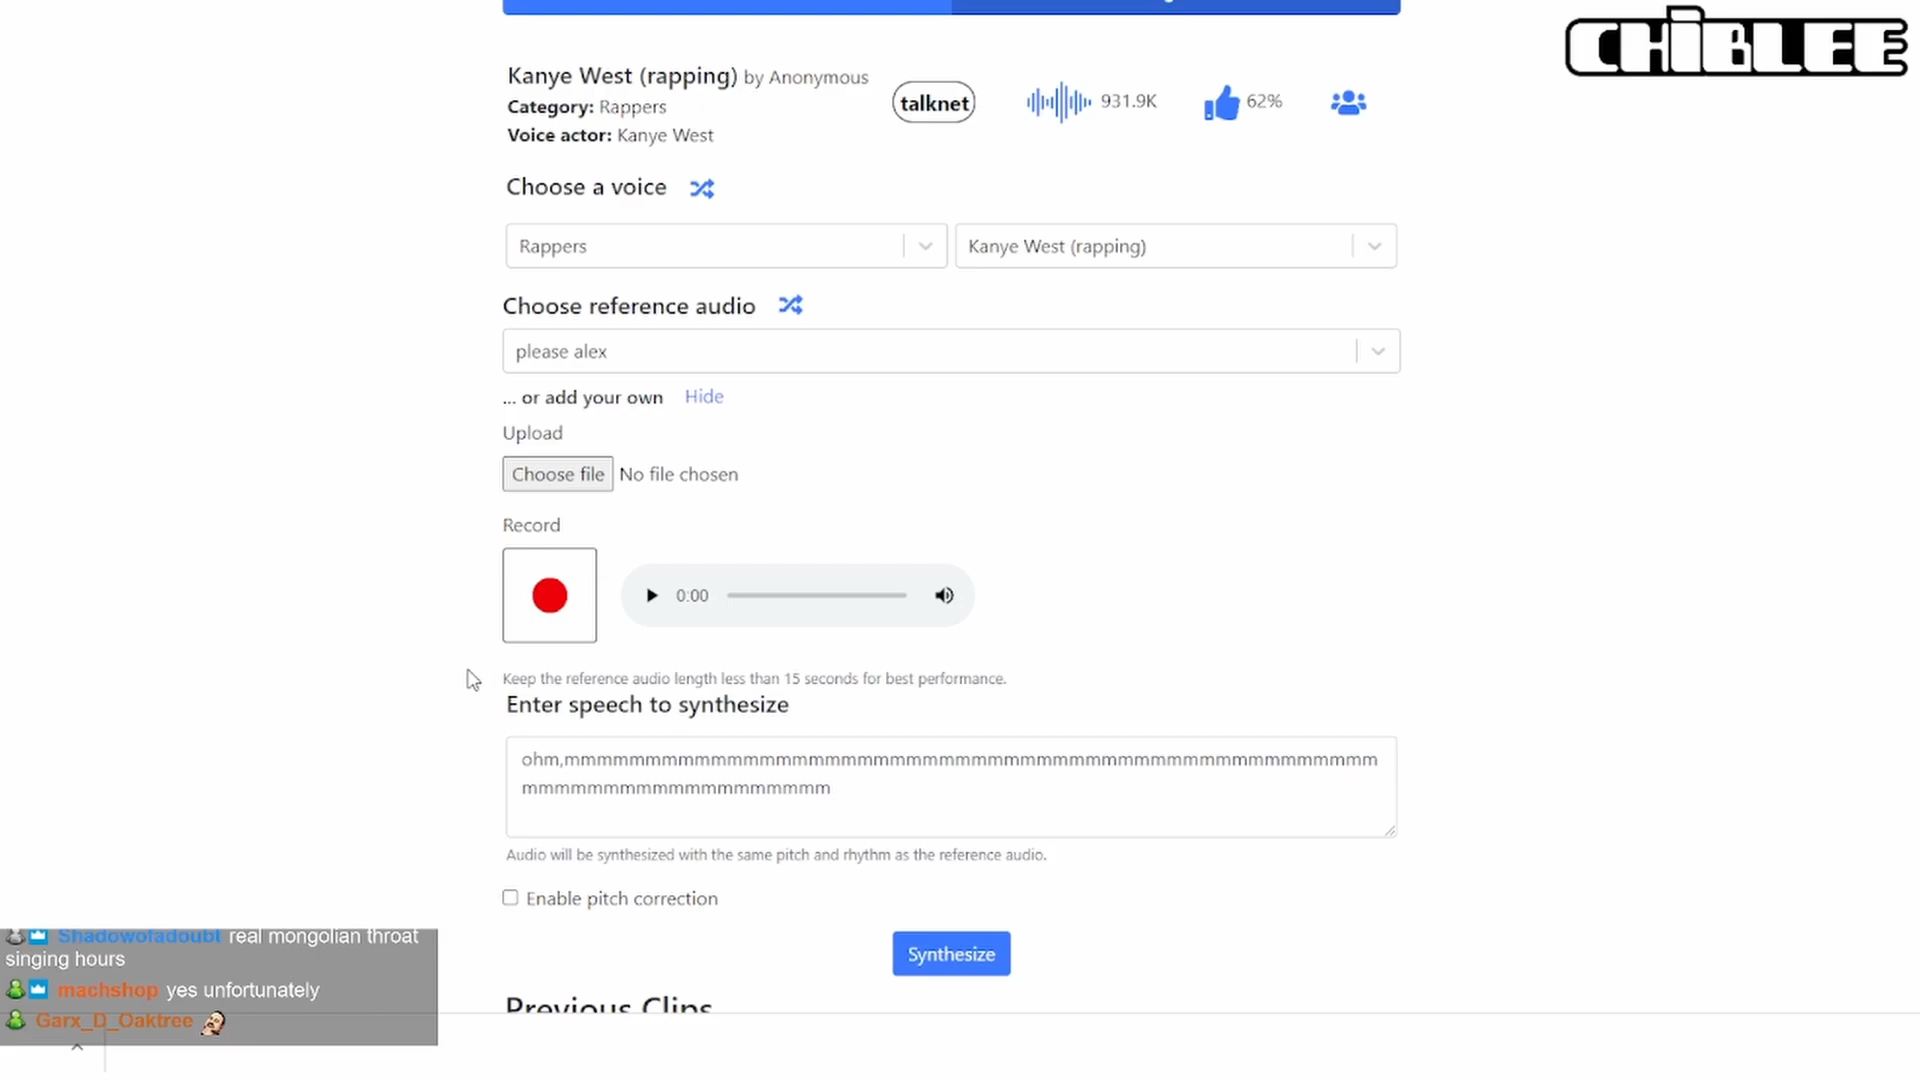 CHIBLEE
Kanye West (rapping) by Anonymous
Category: Rappers
Voice actor: Kanye West
talknet
931.9K
62%
Choose a voice
Rappers
Kanye West (rapping)
Choose reference audio
please alex
... or add your own Hide
Upload
Choose file No file chosen
Record
0:00
Keep the reference audio length less than 15 seconds for best performance.
Enter speech to synthesize
ohm,mmmmmmmmmmmmmmmmmmmmmmmmmmmmmmmmmmmmmmmmmmmmmmmmmm
mmmmmmmmmmmmmmmmmmm
Audio will be synthesized with the same pitch and rhythm as the reference audio.
Enable pitch correction
Synthesize
Previous Clips
Shadowofadoubt real mongolian throat
singing hours
machshop yes unfortunately
Garx_D_Oaktree